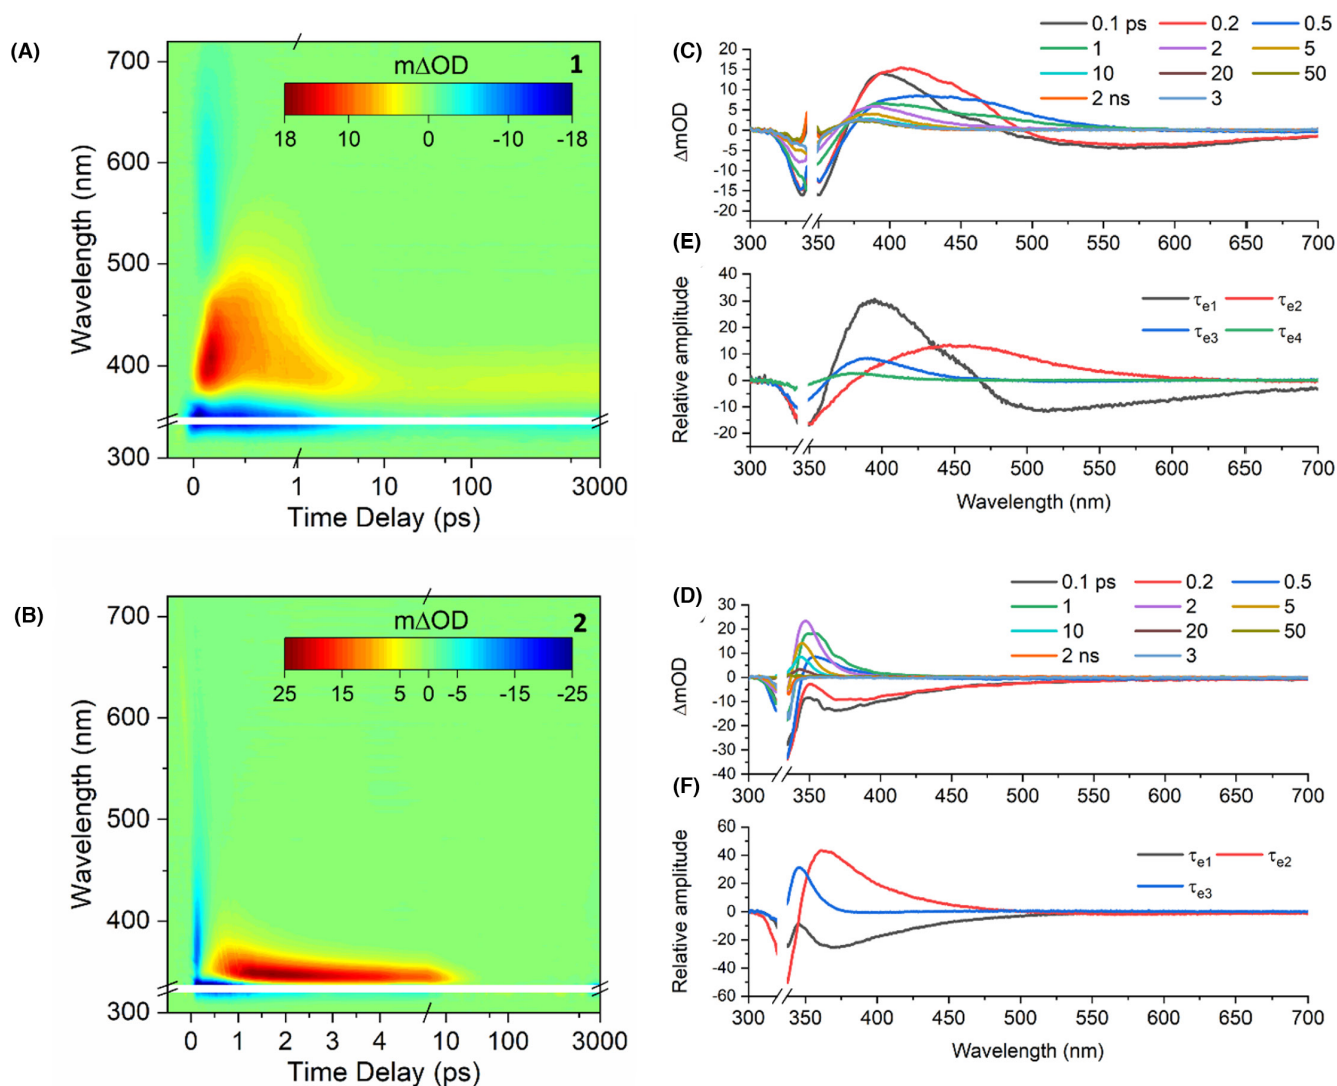 (A)
700
600
500
400
300
Wavelength (nm)
mΔOD
1
18 10 0 -10 -18
0 1 10 100 3000
Time Delay (ps)
(C)
0.1 ps 0.2 0.5
1 2 5
10 20 50
2 ns 3
20
15
10
5
0
-5
-10
-15
-20
ΔmOD
300 350 400 450 500 550 600 650 700
(E)
40
30
20
10
0
-10
-20
Relative amplitude
τe1 τe2
τe3 τe4
300 350 400 450 500 550 600 650 700
Wavelength (nm)
(B)
700
600
500
400
300
Wavelength (nm)
mΔOD
2
25 15 5 0 -5 -15 -25
0 1 2 3 4 10 100 3000
Time Delay (ps)
(D)
0.1 ps 0.2 0.5
1 2 5
10 20 50
2 ns 3
30
20
10
0
-10
-20
-30
-40
ΔmOD
300 350 400 450 500 550 600 650 700
(F)
60
40
20
0
-20
-40
-60
Relative amplitude
τe1 τe2
τe3
300 350 400 450 500 550 600 650 700
Wavelength (nm)